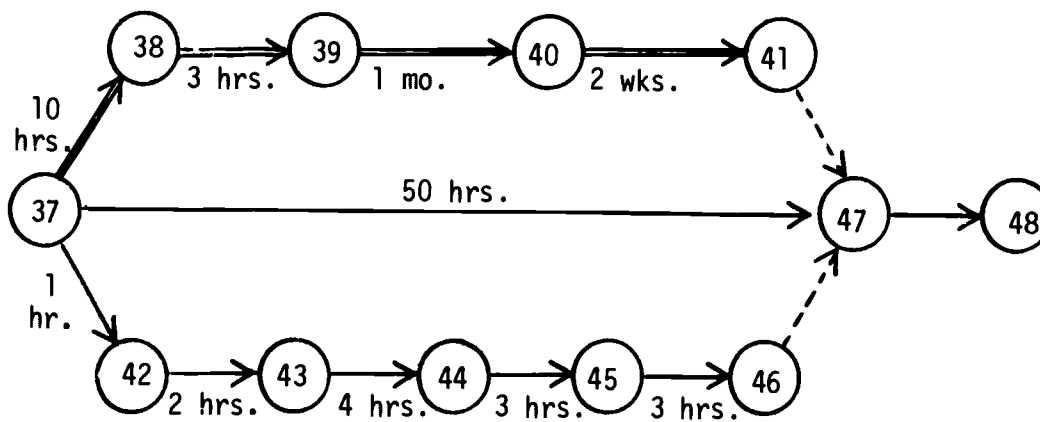 38 39 40 41
3 hrs. 1 mo. 2 wks.
10
hrs.
50 hrs.
37 47 48
1
hr.
42 43 44 45 46
2 hrs. 4 hrs. 3 hrs. 3 hrs.